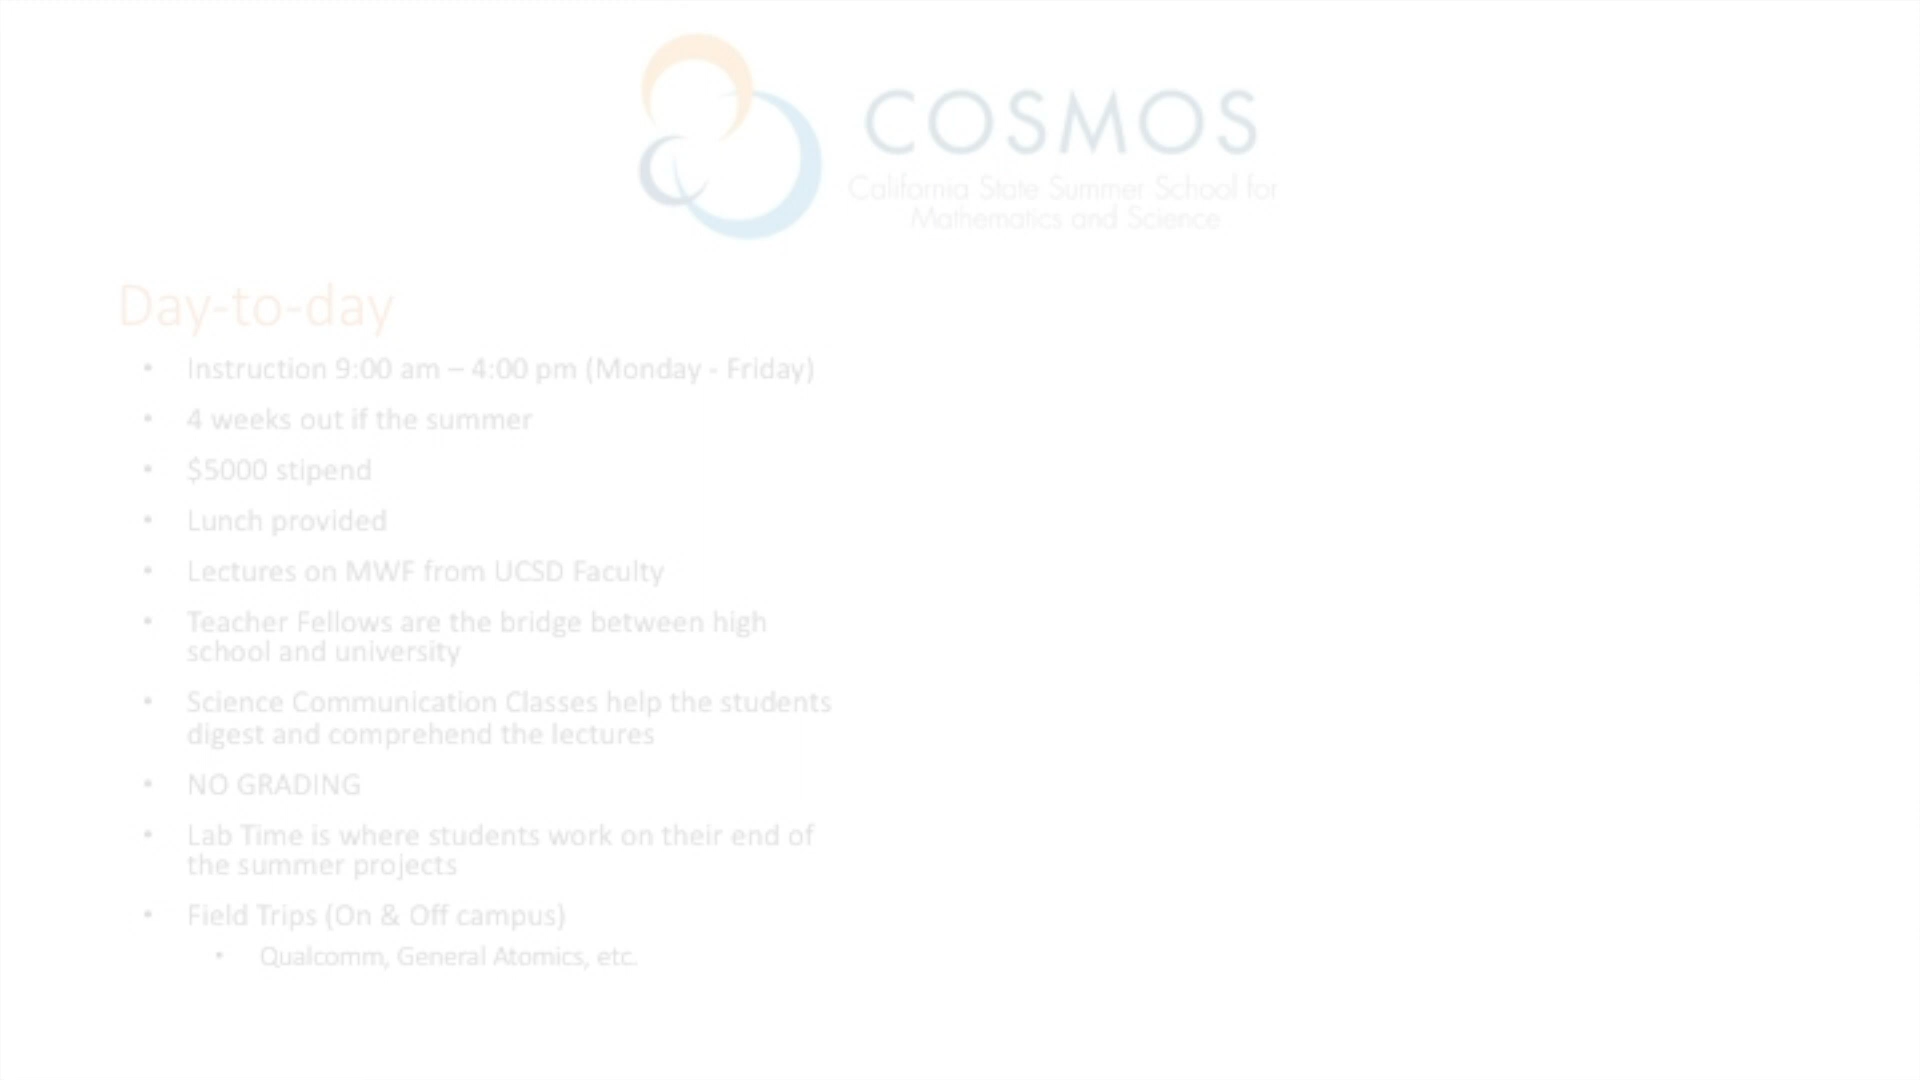 COSMOS
California State Summer School for
Mathematics and Science
Day-to-day
• Instruction 9:00 am – 4:00 pm (Monday - Friday)
• 4 weeks out if the summer
• $5000 stipend
• Lunch provided
• Lectures on MWF from UCSD Faculty
• Teacher Fellows are the bridge between high
school and university
• Science Communication Classes help the students
digest and comprehend the lectures
• NO GRADING
• Lab Time is where students work on their end of
the summer projects
• Field Trips (On & Off campus)
• Qualcomm, General Atomics, etc.